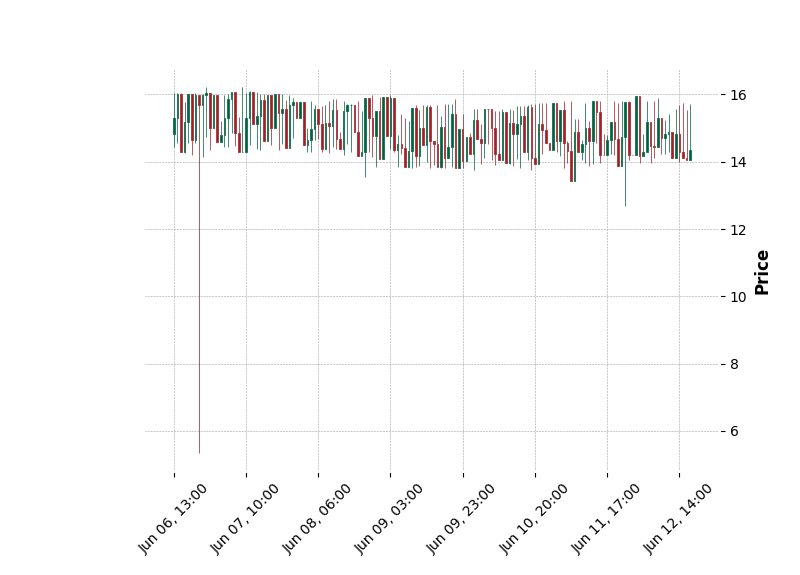 16
14
12
10
8
6
Price
Jun 06, 13:00
Jun 07, 10:00
Jun 08, 06:00
Jun 09, 03:00
Jun 09, 23:00
Jun 10, 20:00
Jun 11, 17:00
Jun 12, 14:00